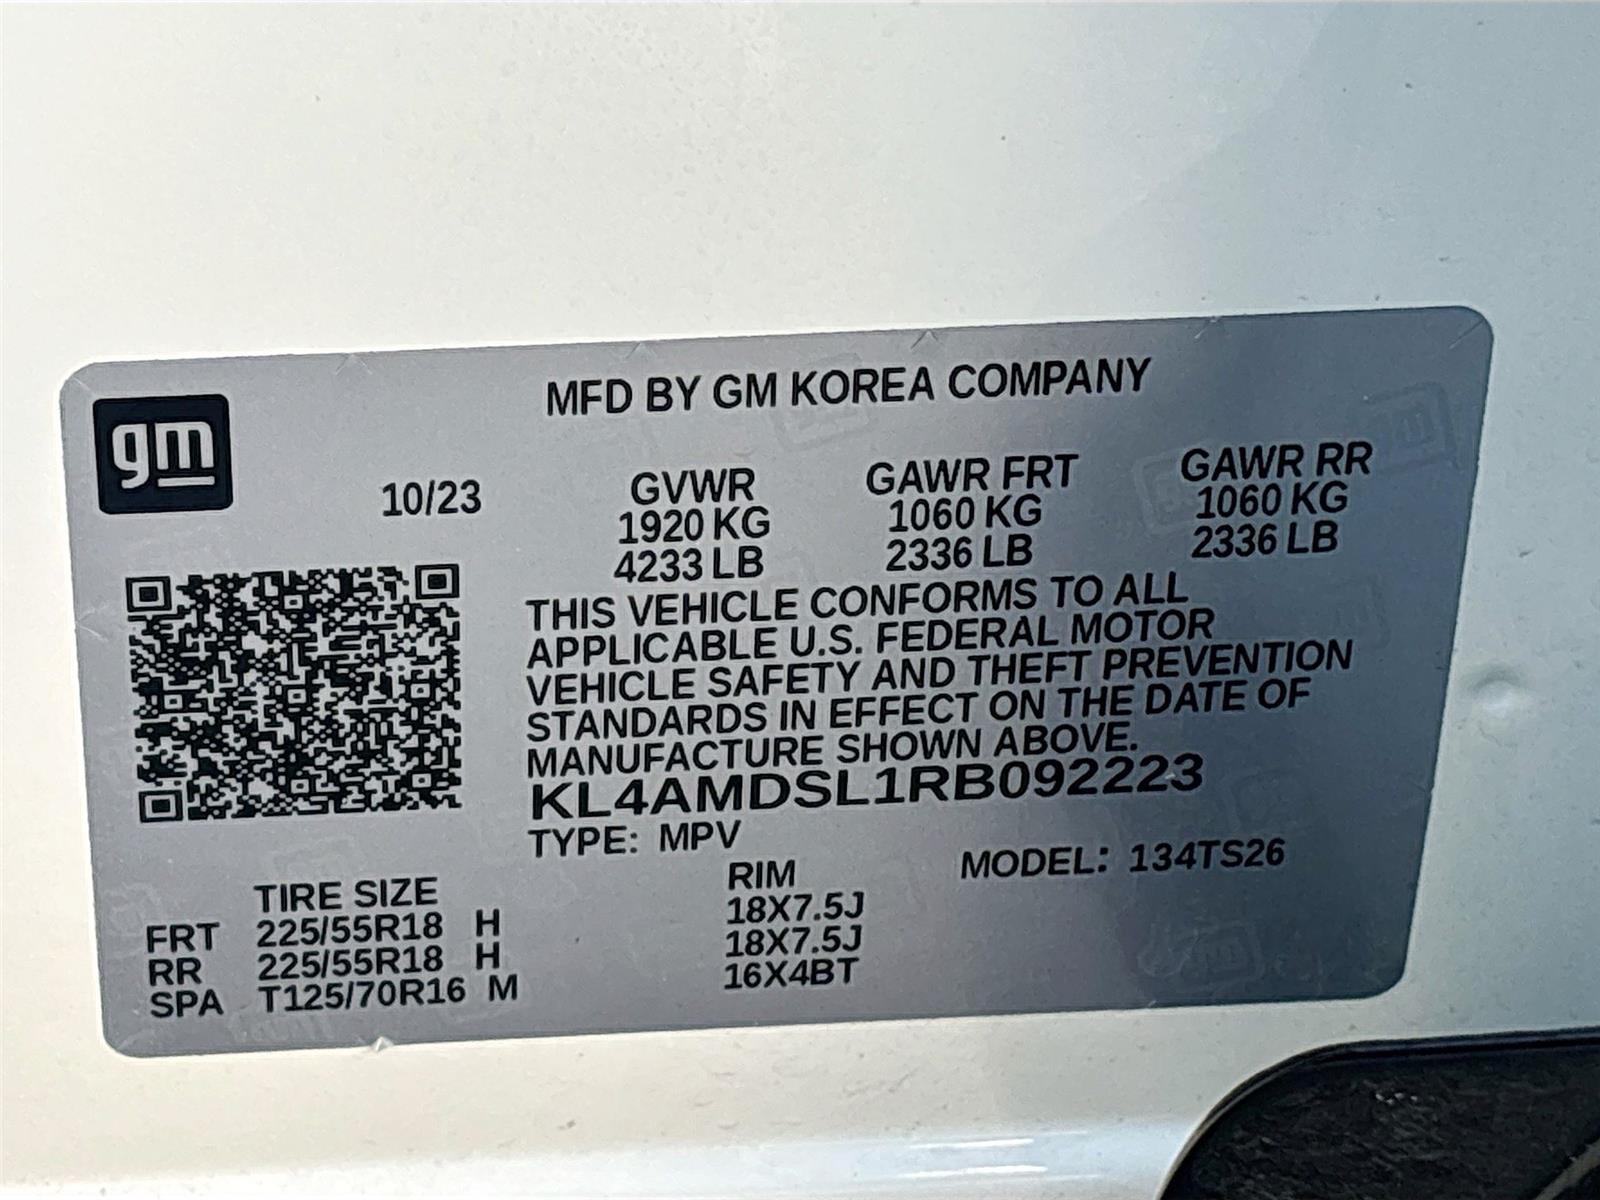 MFD BY GM KOREA COMPANY
gm
10/23 GVWR GAWR FRT GAWR RR
1920 KG 1060 KG 1060 KG
4233 LB 2336 LB 2336 LB
THIS VEHICLE CONFORMS TO ALL
APPLICABLE U.S. FEDERAL MOTOR
VEHICLE SAFETY AND THEFT PREVENTION
STANDARDS IN EFFECT ON THE DATE OF
MANUFACTURE SHOWN ABOVE.
KL4AMDSL1RB092223
TYPE: MPV MODEL: 134TS26
TIRE SIZE RIM
FRT 225/55R18 H 18X7.5J
RR 225/55R18 H 18X7.5J
SPA T125/70R16 M 16X4BT